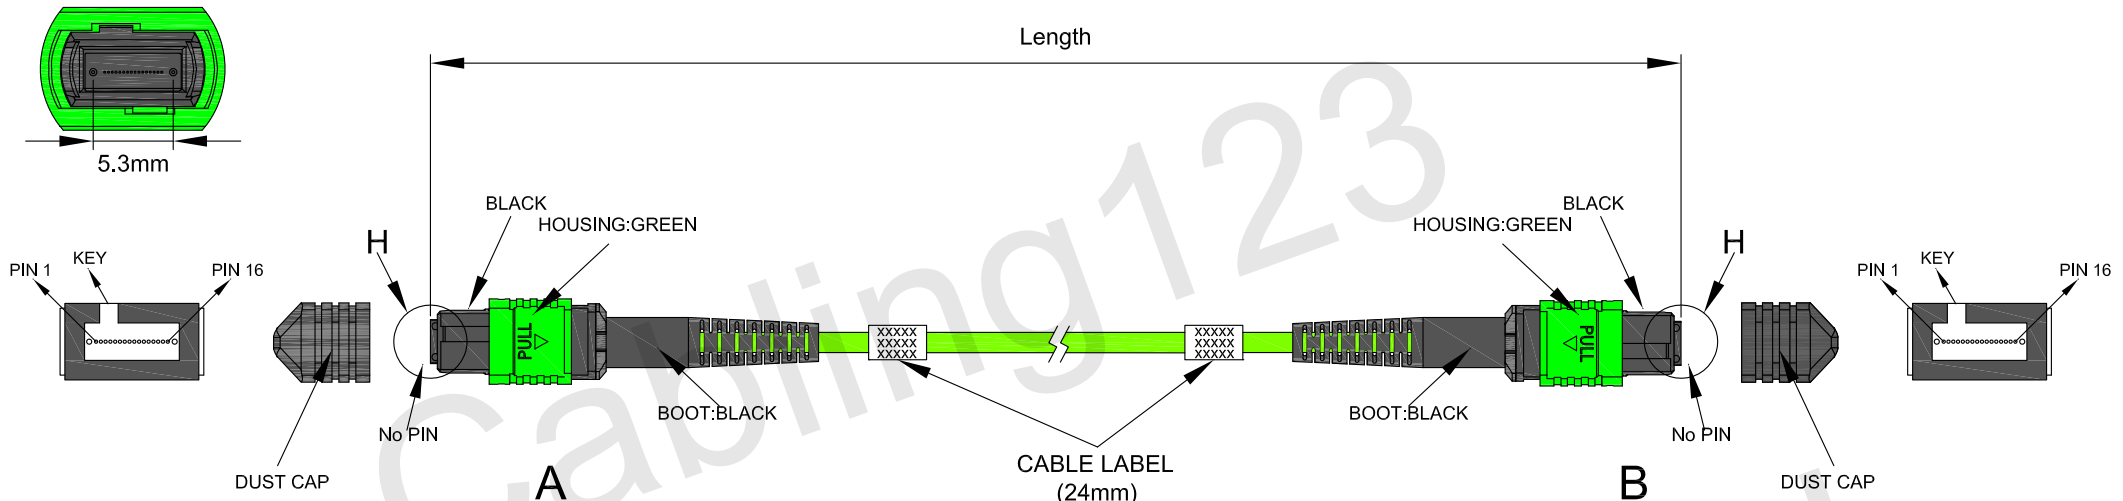 Length
5.3mm
BLACK
HOUSING:GREEN
H
KEY
PIN 1
PIN 16
PULL
XXXXX
XXXXX
XXXXX
XXXXX
XXXXX
XXXXX
BLACK
HOUSING:GREEN
H
KEY
PIN 1
PIN 16
PULL
BOOT:BLACK
BOOT:BLACK
No PIN
No PIN
DUST CAP
A
CABLE LABEL
(24mm)
B
DUST CAP
Cabling123